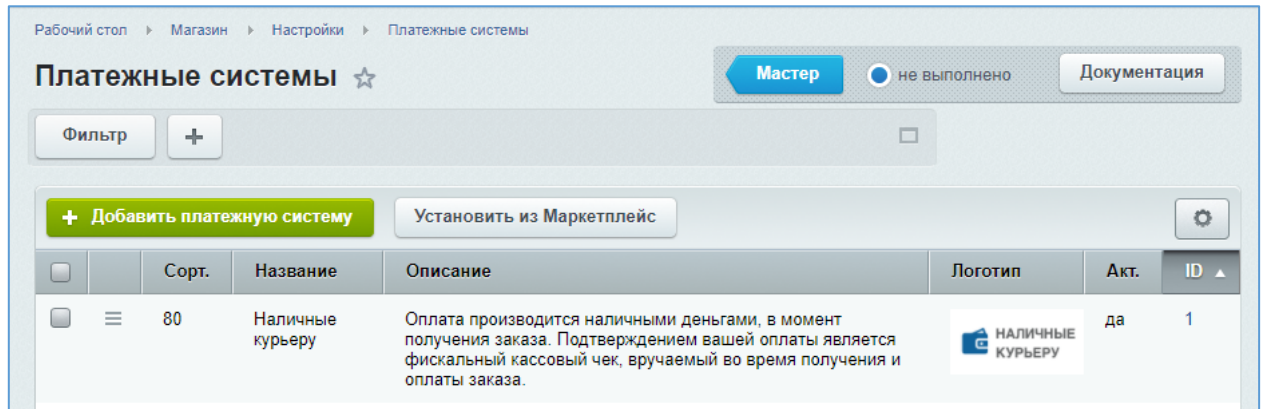 Рабочий стол Магазин Настройки Платежные системы
Платежные системы
Мастер не выполнено Документация
Фильтр
Добавить платежную систему Установить из Маркетплейс
Сорт. Название Описание Логотип Акт. ID
80 Наличные курьеру
Оплата производится наличными деньгами, в момент
получения заказа. Подтверждением вашей оплаты является
фискальный кассовый чек, вручаемый во время получения и
оплаты заказа.
НАЛИЧНЫЕ
КУРЬЕРУ
да 1